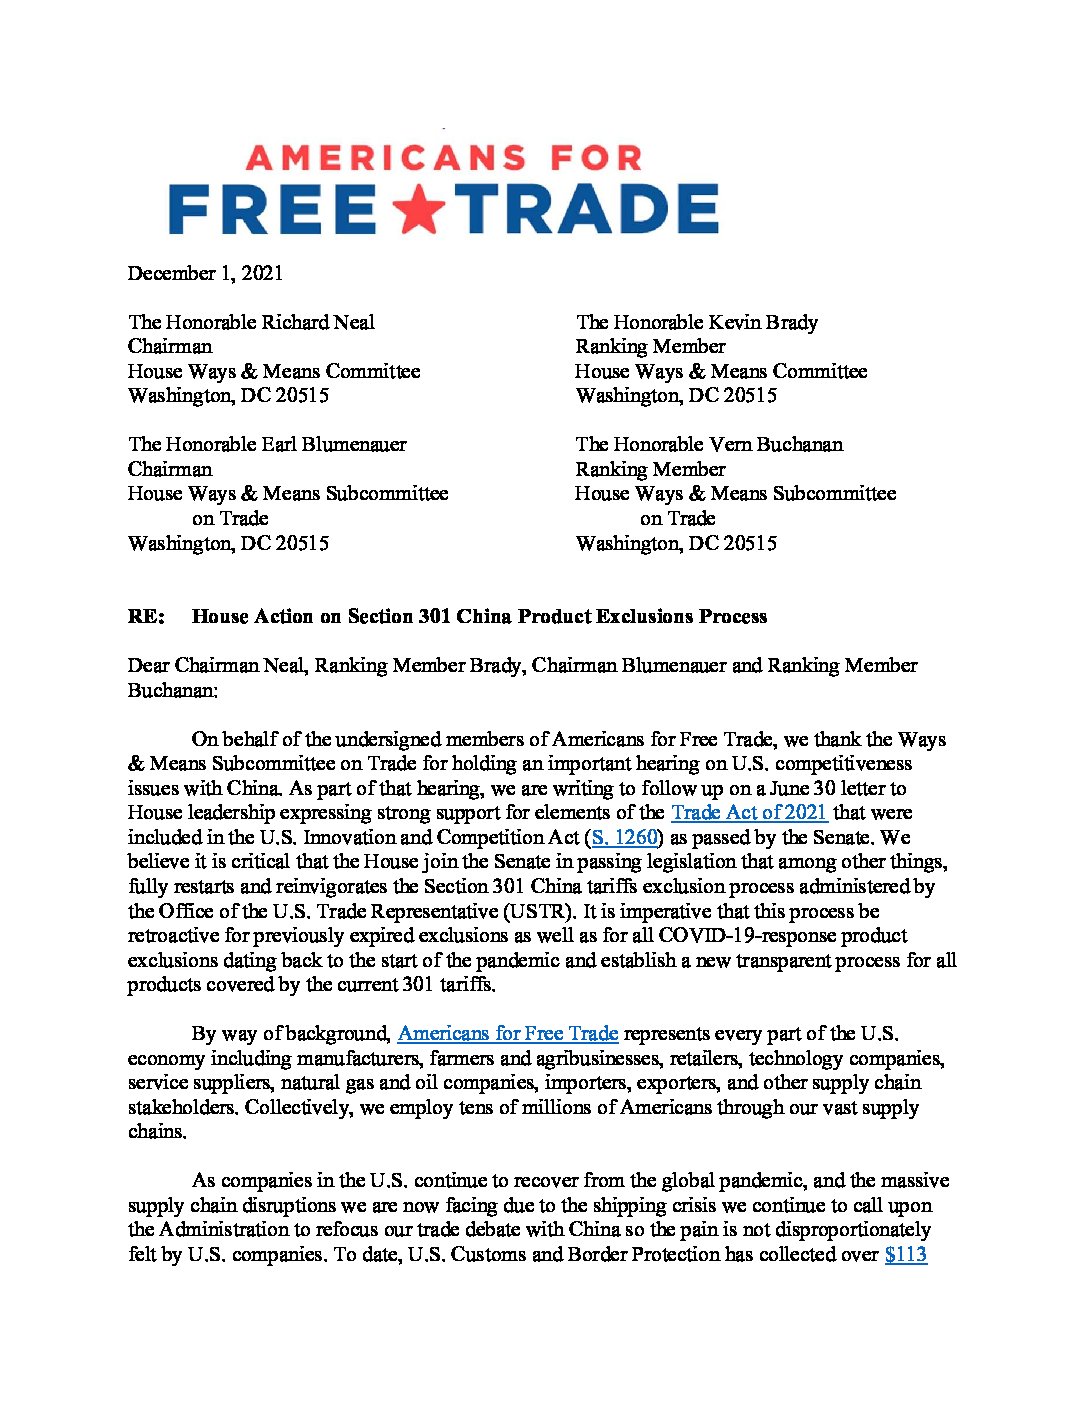 AMERICANS FOR
FREE TRADE
December 1, 2021
The Honorable Richard Neal
Chairman
House Ways & Means Committee
Washington, DC 20515
The Honorable Kevin Brady
Ranking Member
House Ways & Means Committee
Washington, DC 20515
The Honorable Earl Blumenauer
Chairman
House Ways & Means Subcommittee
on Trade
Washington, DC 20515
The Honorable Vern Buchanan
Ranking Member
House Ways & Means Subcommittee
on Trade
Washington, DC 20515
RE: House Action on Section 301 China Product Exclusions Process
Dear Chairman Neal, Ranking Member Brady, Chairman Blumenauer and Ranking Member
Buchanan:
On behalf of the undersigned members of Americans for Free Trade, we thank the Ways
& Means Subcommittee on Trade for holding an important hearing on U.S. competitiveness
issues with China. As part of that hearing, we are writing to follow up on a June 30 letter to
House leadership expressing strong support for elements of the Trade Act of 2021 that were
included in the U.S. Innovation and Competition Act (S. 1260) as passed by the Senate. We
believe it is critical that the House join the Senate in passing legislation that among other things,
fully restarts and reinvigorates the Section 301 China tariffs exclusion process administered by
the Office of the U.S. Trade Representative (USTR). It is imperative that this process be
retroactive for previously expired exclusions as well as for all COVID-19-response product
exclusions dating back to the start of the pandemic and establish a new transparent process for all
products covered by the current 301 tariffs.
By way of background, Americans for Free Trade represents every part of the U.S.
economy including manufacturers, farmers and agribusinesses, retailers, technology companies,
service suppliers, natural gas and oil companies, importers, exporters, and other supply chain
stakeholders. Collectively, we employ tens of millions of Americans through our vast supply
chains.
As companies in the U.S. continue to recover from the global pandemic, and the massive
supply chain disruptions we are now facing due to the shipping crisis we continue to call upon
the Administration to refocus our trade debate with China so the pain is not disproportionately
felt by U.S. companies. To date, U.S. Customs and Border Protection has collected over $113